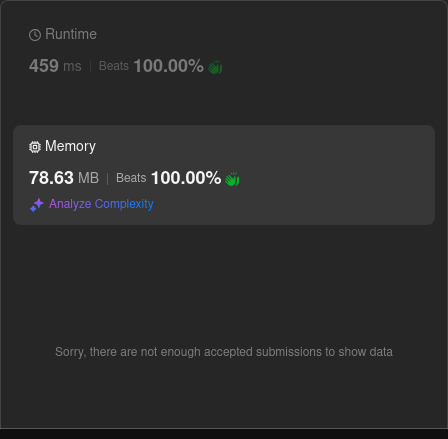 Runtime
459 ms | Beats 100.00%
Memory
78.63 MB | Beats 100.00%
Analyze Complexity
Sorry, there are not enough accepted submissions to show data